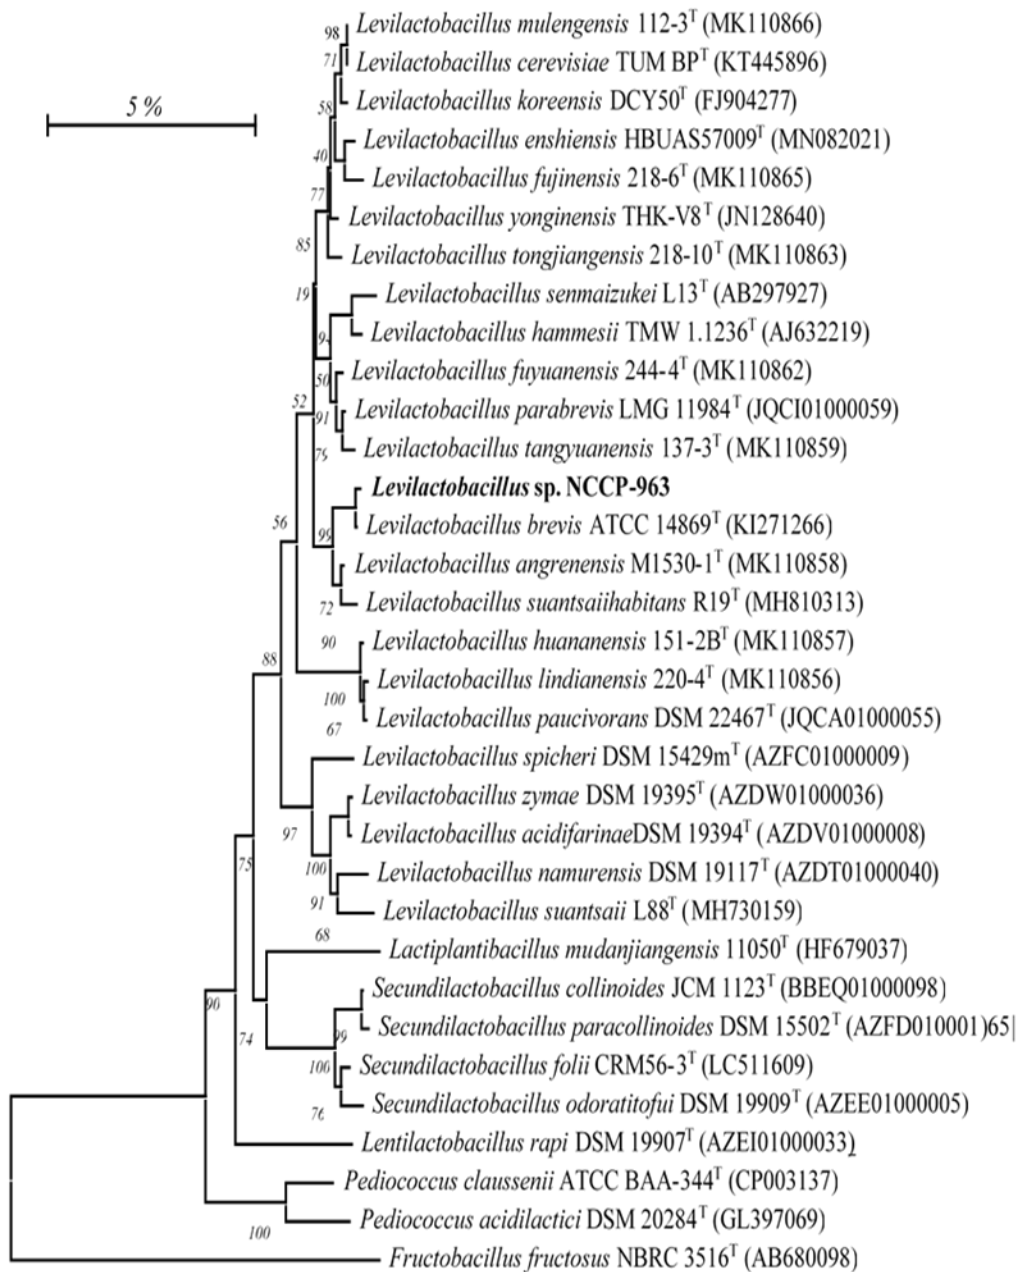 98
Levilactobacillus mulengensis 112-3ᵀ (MK110866)
71
Levilactobacillus cerevisiae TUM BPᵀ (KT445896)
5 %
58
Levilactobacillus koreensis DCY50ᵀ (FJ904277)
Levilactobacillus enshiensis HBUAS57009ᵀ (MN082021)
40
Levilactobacillus fujinensis 218-6ᵀ (MK110865)
77
Levilactobacillus yonginensis THK-V8ᵀ (JN128640)
85
Levilactobacillus tongjiangensis 218-10ᵀ (MK110863)
19
Levilactobacillus senmaizukei L13ᵀ (AB297927)
Levilactobacillus hammesii TMW 1.1236ᵀ (AJ632219)
50
Levilactobacillus fuyuanensis 244-4ᵀ (MK110862)
52
91
Levilactobacillus parabrevis LMG 11984ᵀ (JQCI01000059)
Levilactobacillus tangyuanensis 137-3ᵀ (MK110859)
Levilactobacillus sp. NCCP-963
56
99
Levilactobacillus brevis ATCC 14869ᵀ (KI271266)
Levilactobacillus angrenensis M1530-1ᵀ (MK110858)
72
Levilactobacillus suantsaiihabitans R19ᵀ (MH810313)
90
Levilactobacillus huananensis 151-2Bᵀ (MK110857)
88
100
Levilactobacillus lindianensis 220-4ᵀ (MK110856)
67
Levilactobacillus paucivorans DSM 22467ᵀ (JQCA01000055)
Levilactobacillus spicheri DSM 15429mᵀ (AZFC01000009)
Levilactobacillus zymae DSM 19395ᵀ (AZDW01000036)
97
Levilactobacillus acidifarinaeDSM 19394ᵀ (AZDV01000008)
75
100
Levilactobacillus namurensis DSM 19117ᵀ (AZDT01000040)
91
Levilactobacillus suantsaii L88ᵀ (MH730159)
68
Lactiplantibacillus mudanjiangensis 11050ᵀ (HF679037)
90
Secundilactobacillus collinoides JCM 1123ᵀ (BBEQ01000098)
74
99
Secundilactobacillus paracollinoides DSM 15502ᵀ (AZFD010001)65|
100
Secundilactobacillus folii CRM56-3ᵀ (LC511609)
76
Secundilactobacillus odoratitofui DSM 19909ᵀ (AZEE01000005)
Lentilactobacillus rapi DSM 19907ᵀ (AZEI01000033)
Pediococcus claussenii ATCC BAA-344ᵀ (CP003137)
Pediococcus acidilactici DSM 20284ᵀ (GL397069)
100
Fructobacillus fructosus NBRC 3516ᵀ (AB680098)